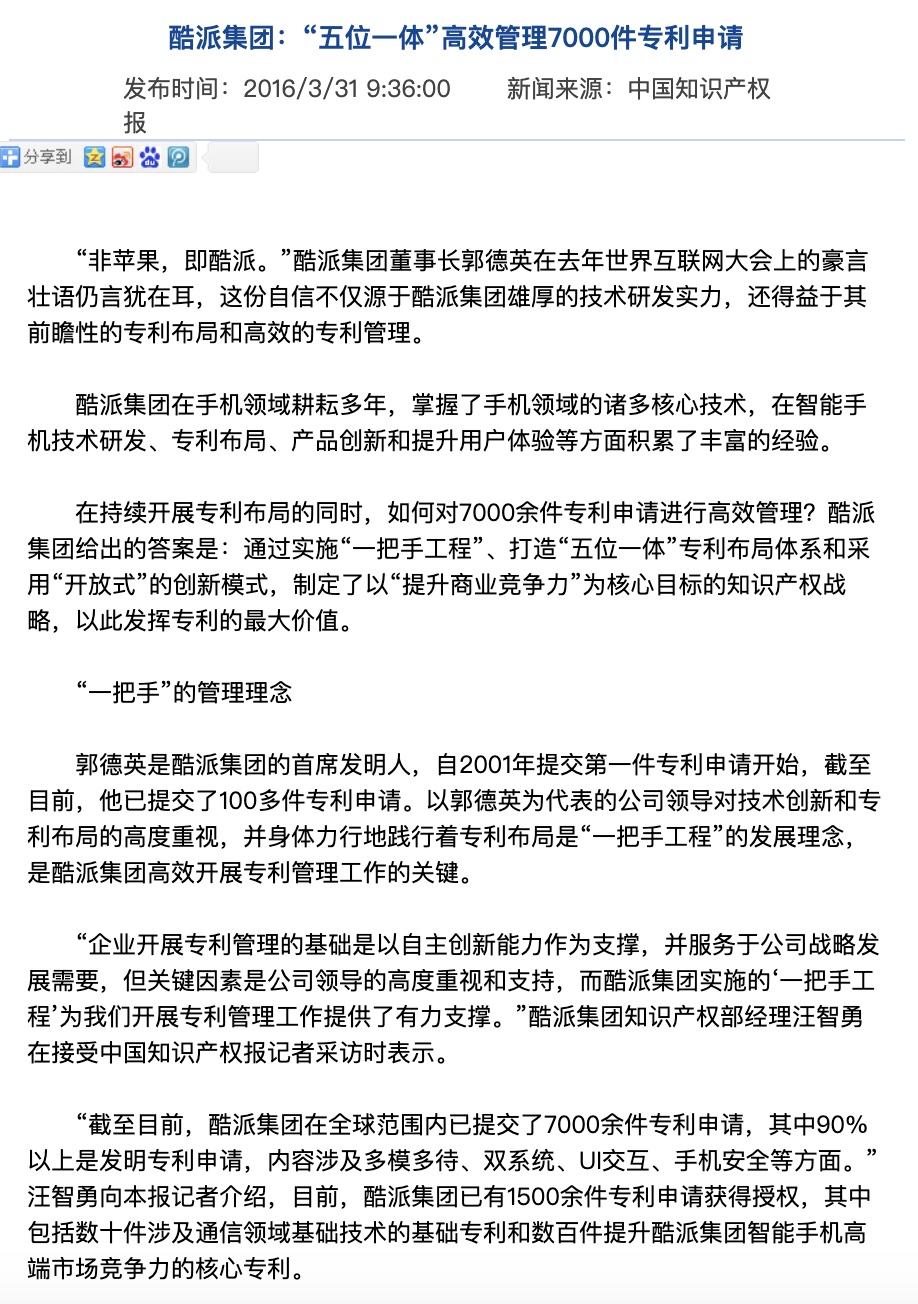 酷派集团：“五位一体”高效管理7000件专利申请
发布时间：2016/3/31 9:36:00 新闻来源：中国知识产权
报
分享到
“非苹果，即酷派。”酷派集团董事长郭德英在去年世界互联网大会上的豪言
壮语仍言犹在耳，这份自信不仅源于酷派集团雄厚的技术研发实力，还得益于其
前瞻性的专利布局和高效的专利管理。
酷派集团在手机领域耕耘多年，掌握了手机领域的诸多核心技术，在智能手
机技术研发、专利布局、产品创新和提升用户体验等方面积累了丰富的经验。
在持续开展专利布局的同时，如何对7000余件专利申请进行高效管理？酷派
集团给出的答案是：通过实施“一把手工程”、打造“五位一体”专利布局体系和采
用“开放式”的创新模式，制定了以“提升商业竞争力”为核心目标的知识产权战
略，以此发挥专利的最大价值。
“一把手”的管理理念
郭德英是酷派集团的首席发明人，自2001年提交第一件专利申请开始，截至
目前，他已提交了100多件专利申请。以郭德英为代表的公司领导对技术创新和专
利布局的高度重视，并身体力行地践行着专利布局是“一把手工程”的发展理念，
是酷派集团高效开展专利管理工作的关键。
“企业开展专利管理的基础是以自主创新能力作为支撑，并服务于公司战略发
展需要，但关键因素是公司领导的高度重视和支持，而酷派集团实施的‘一把手工
程’为我们开展专利管理工作提供了有力支撑。”酷派集团知识产权部经理汪智勇
在接受中国知识产权报记者采访时表示。
“截至目前，酷派集团在全球范围内已提交了7000余件专利申请，其中90%
以上是发明专利申请，内容涉及多模多待、双系统、UI交互、手机安全等方面。”
汪智勇向本报记者介绍，目前，酷派集团已有1500余件专利申请获得授权，其中
包括数十件涉及通信领域基础技术的基础专利和数百件提升酷派集团智能手机高
端市场竞争力的核心专利。